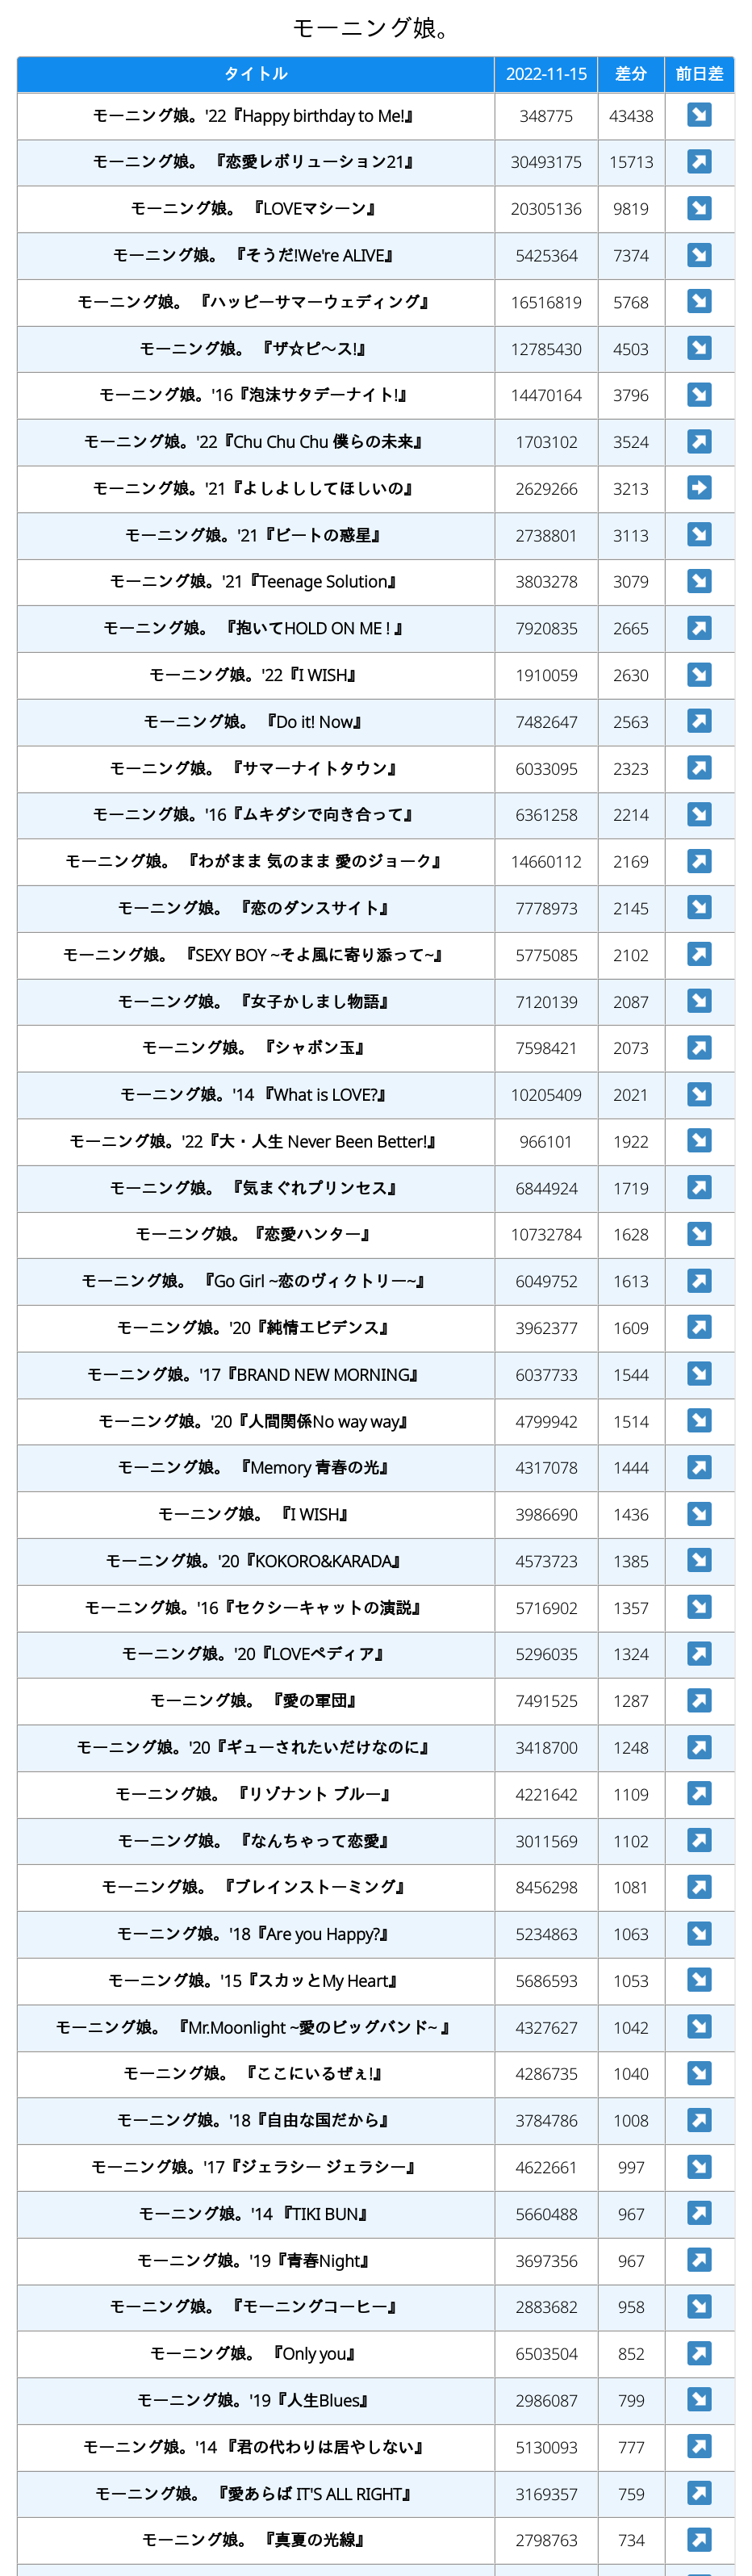 モーニング娘。
タイトル 2022-11-15 差分 前日差
モーニング娘。'22『Happy birthday to Me!』 348775 43438
モーニング娘。 『恋愛レボリューション21』 30493175 15713
モーニング娘。 『LOVEマシーン』 20305136 9819
モーニング娘。 『そうだ!We're ALIVE』 5425364 7374
モーニング娘。 『ハッピーサマーウェディング』 16516819 5768
モーニング娘。 『ザ☆ピ〜ス!』 12785430 4503
モーニング娘。'16『泡沫サタデーナイト!』 14470164 3796
モーニング娘。'22『Chu Chu Chu 僕らの未来』 1703102 3524
モーニング娘。'21『よしよししてほしいの』 2629266 3213
モーニング娘。'21『ビートの惑星』 2738801 3113
モーニング娘。'21『Teenage Solution』 3803278 3079
モーニング娘。 『抱いてHOLD ON ME ! 』 7920835 2665
モーニング娘。'22『I WISH』 1910059 2630
モーニング娘。 『Do it! Now』 7482647 2563
モーニング娘。 『サマーナイトタウン』 6033095 2323
モーニング娘。'16『ムキダシで向き合って』 6361258 2214
モーニング娘。 『わがまま 気のまま 愛のジョーク』 14660112 2169
モーニング娘。 『恋のダンスサイト』 7778973 2145
モーニング娘。 『SEXY BOY ~そよ風に寄り添って~』 5775085 2102
モーニング娘。 『女子かしまし物語』 7120139 2087
モーニング娘。 『シャボン玉』 7598421 2073
モーニング娘。'14 『What is LOVE?』 10205409 2021
モーニング娘。'22『大・人生 Never Been Better!』 966101 1922
モーニング娘。 『気まぐれプリンセス』 6844924 1719
モーニング娘。『恋愛ハンター』 10732784 1628
モーニング娘。 『Go Girl ~恋のヴィクトリー~』 6049752 1613
モーニング娘。'20『純情エビデンス』 3962377 1609
モーニング娘。'17『BRAND NEW MORNING』 6037733 1544
モーニング娘。'20『人間関係No way way』 4799942 1514
モーニング娘。 『Memory 青春の光』 4317078 1444
モーニング娘。 『I WISH』 3986690 1436
モーニング娘。'20『KOKORO&KARADA』 4573723 1385
モーニング娘。'16『セクシーキャットの演説』 5716902 1357
モーニング娘。'20『LOVEペディア』 5296035 1324
モーニング娘。 『愛の軍団』 7491525 1287
モーニング娘。'20『ギューされたいだけなのに』 3418700 1248
モーニング娘。 『リゾナント ブルー』 4221642 1109
モーニング娘。 『なんちゃって恋愛』 3011569 1102
モーニング娘。 『ブレインストーミング』 8456298 1081
モーニング娘。'18『Are you Happy?』 5234863 1063
モーニング娘。'15『スカッとMy Heart』 5686593 1053
モーニング娘。 『Mr.Moonlight ~愛のビッグバンド~ 』 4327627 1042
モーニング娘。 『ここにいるぜぇ!』 4286735 1040
モーニング娘。'18『自由な国だから』 3784786 1008
モーニング娘。'17『ジェラシー ジェラシー』 4622661 997
モーニング娘。'14 『TIKI BUN』 5660488 967
モーニング娘。'19『青春Night』 3697356 967
モーニング娘。 『モーニングコーヒー』 2883682 958
モーニング娘。 『Only you』 6503504 852
モーニング娘。'19『人生Blues』 2986087 799
モーニング娘。'14 『君の代わりは居やしない』 5130093 777
モーニング娘。 『愛あらば IT'S ALL RIGHT』 3169357 759
モーニング娘。 『真夏の光線』 2798763 734